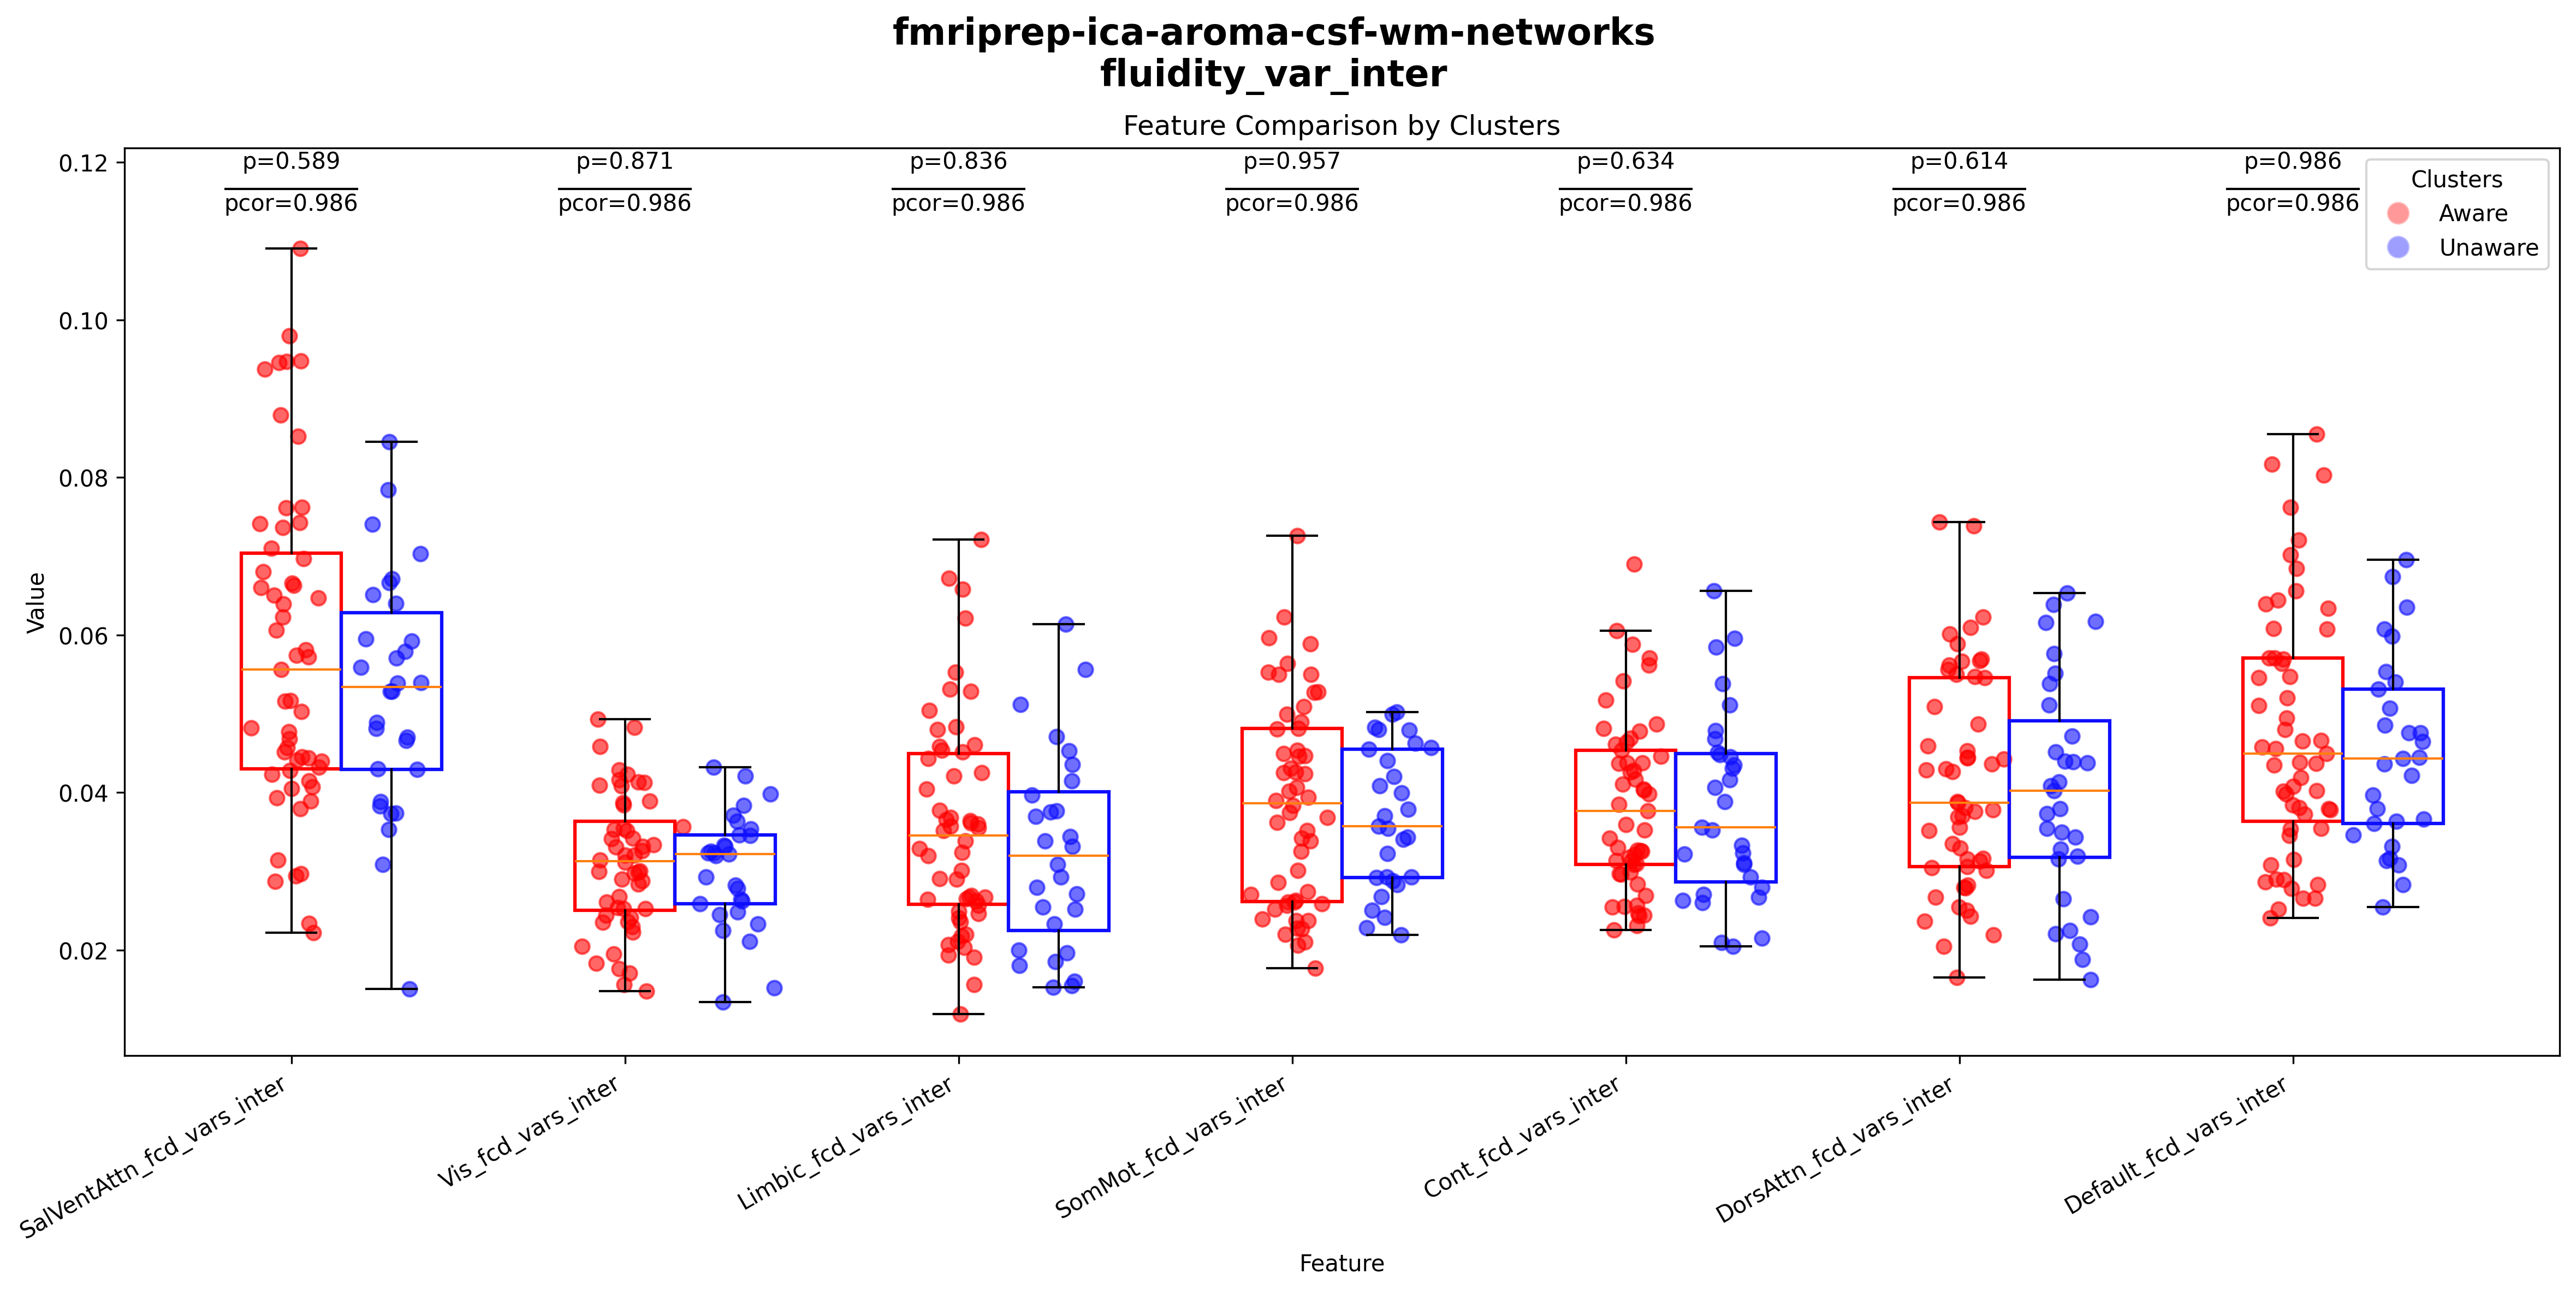 fmriprep-ica-aroma-csf-wm-networks
fluidity_var_inter
Feature Comparison by Clusters
p=0.589
pcor=0.986
p=0.871
pcor=0.986
p=0.836
pcor=0.986
p=0.957
pcor=0.986
p=0.634
pcor=0.986
p=0.614
pcor=0.986
p=0.986
pcor=0.986
Clusters
Aware
Unaware
Value
0.12
0.10
0.08
0.06
0.04
0.02
SalVentAttn_fcd_vars_inter
Vis_fcd_vars_inter
Limbic_fcd_vars_inter
SomMot_fcd_vars_inter
Cont_fcd_vars_inter
DorsAttn_fcd_vars_inter
Default_fcd_vars_inter
Feature